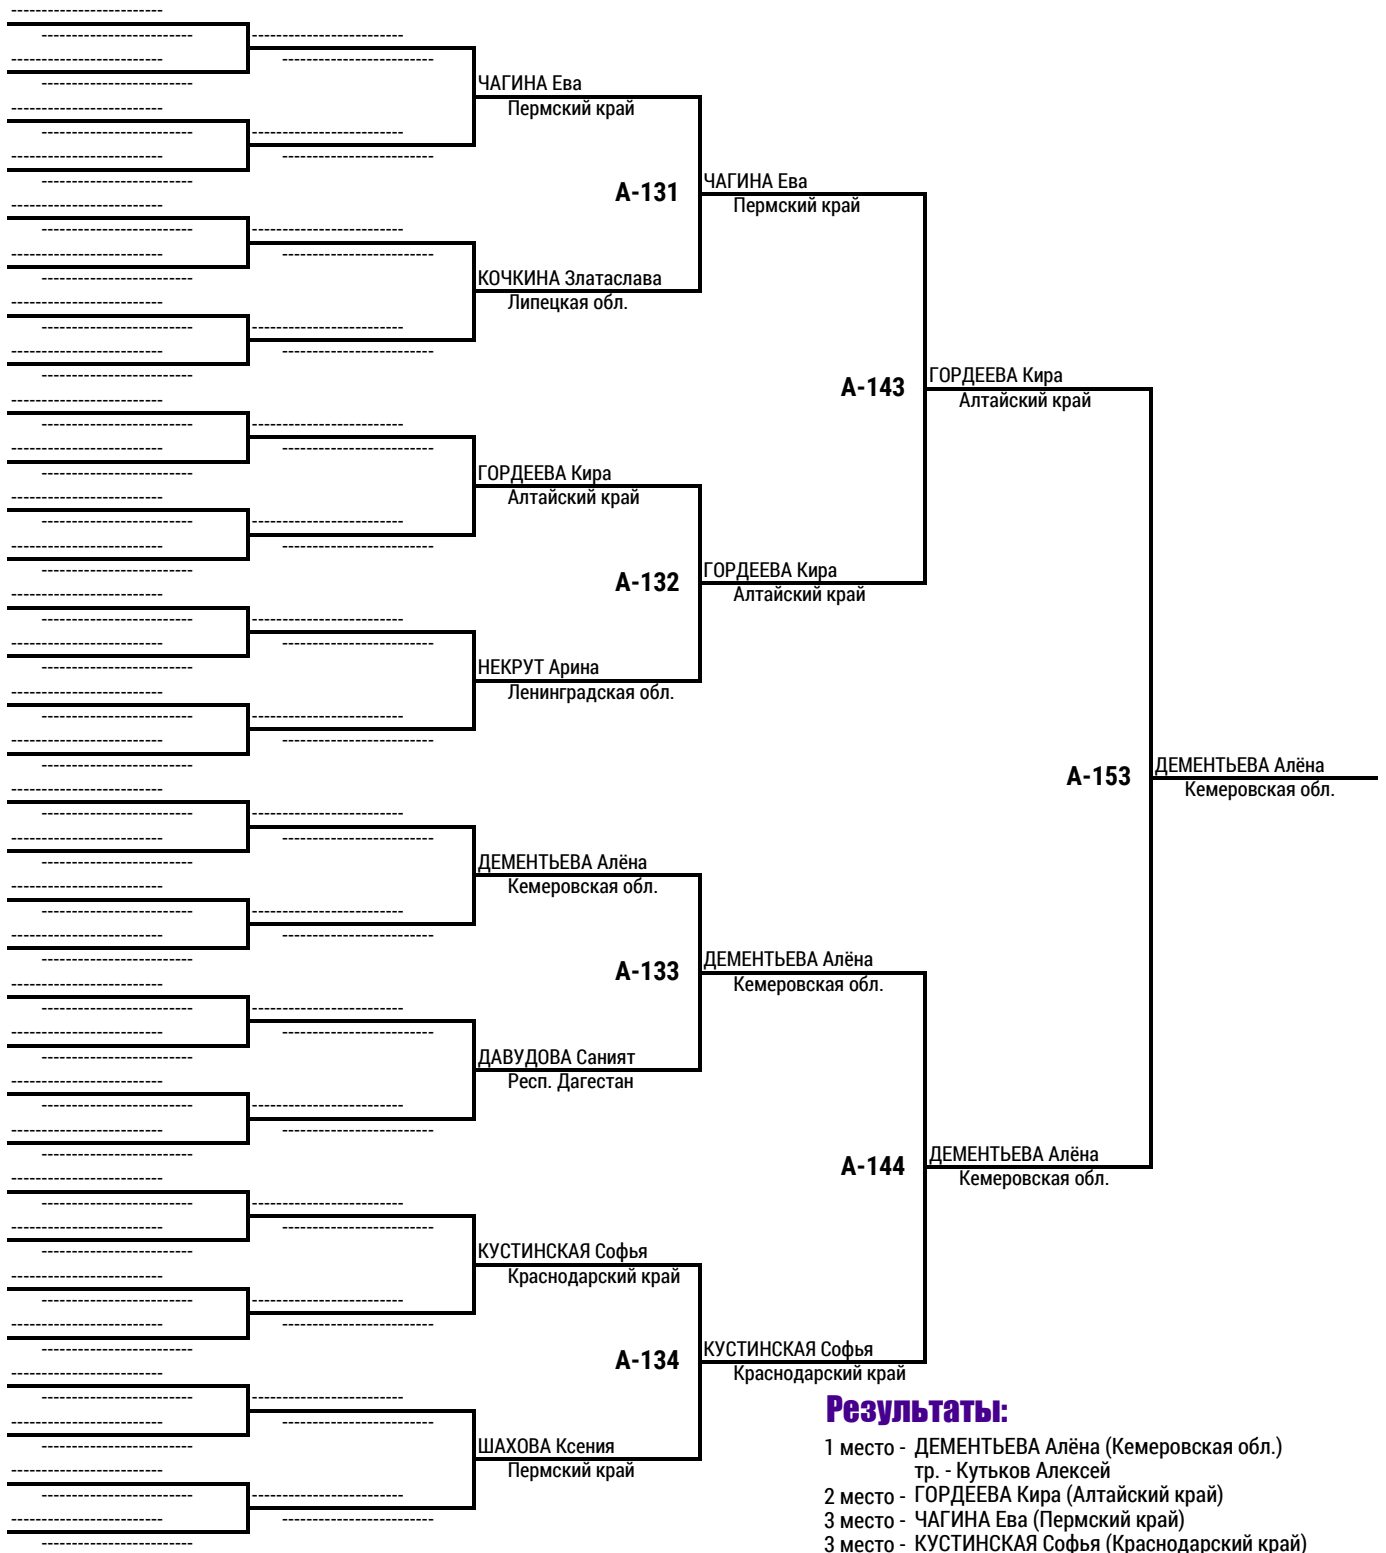 ЧАГИНА Ева
Пермский край
А-131
ЧАГИНА Ева
Пермский край
КОЧКИНА Златаслава
Липецкая обл.
А-143
ГОРДЕЕВА Кира
Алтайский край
ГОРДЕЕВА Кира
Алтайский край
А-132
ГОРДЕЕВА Кира
Алтайский край
НЕКРУТ Арина
Ленинградская обл.
А-153
ДЕМЕНТЬЕВА Алёна
Кемеровская обл.
ДЕМЕНТЬЕВА Алёна
Кемеровская обл.
А-133
ДЕМЕНТЬЕВА Алёна
Кемеровская обл.
ДАВУДОВА Саният
Респ. Дагестан
А-144
ДЕМЕНТЬЕВА Алёна
Кемеровская обл.
КУСТИНСКАЯ Софья
Краснодарский край
А-134
КУСТИНСКАЯ Софья
Краснодарский край
ШАХОВА Ксения
Пермский край
Результаты:
1 место - ДЕМЕНТЬЕВА Алёна (Кемеровская обл.)
тр. - Кутьков Алексей
2 место - ГОРДЕЕВА Кира (Алтайский край)
3 место - ЧАГИНА Ева (Пермский край)
3 место - КУСТИНСКАЯ Софья (Краснодарский край)